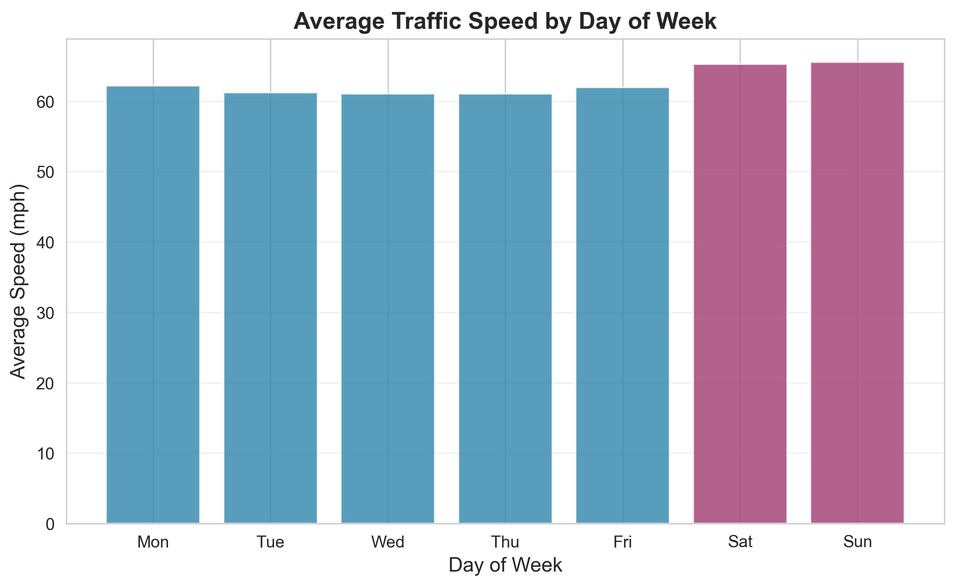 Average Traffic Speed by Day of Week
Average Speed (mph)
60
50
40
30
20
10
0
Mon Tue Wed Thu Fri Sat Sun
Day of Week